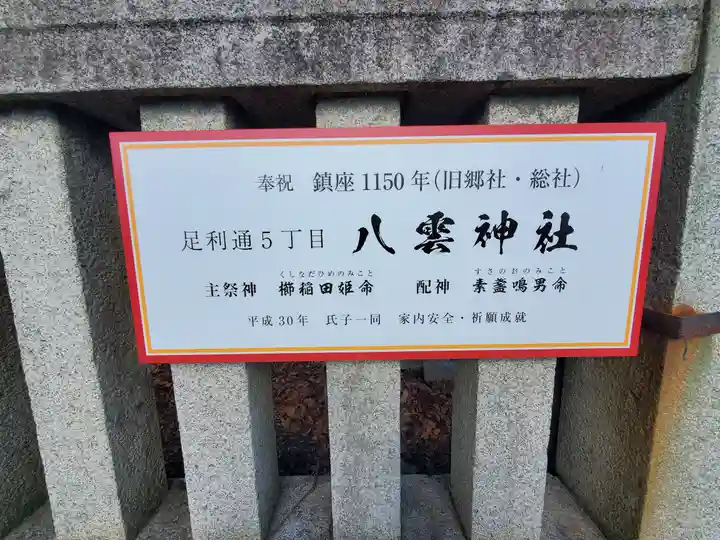 奉祝 鎮座1150年(旧郷社・総社)
足利通5丁目 八雲神社
くしなだひめのみこと すさのおのみこと
主祭神 櫛稲田姫命 配神 素盞嗚男命
平成30年 氏子一同 家内安全・祈願成就